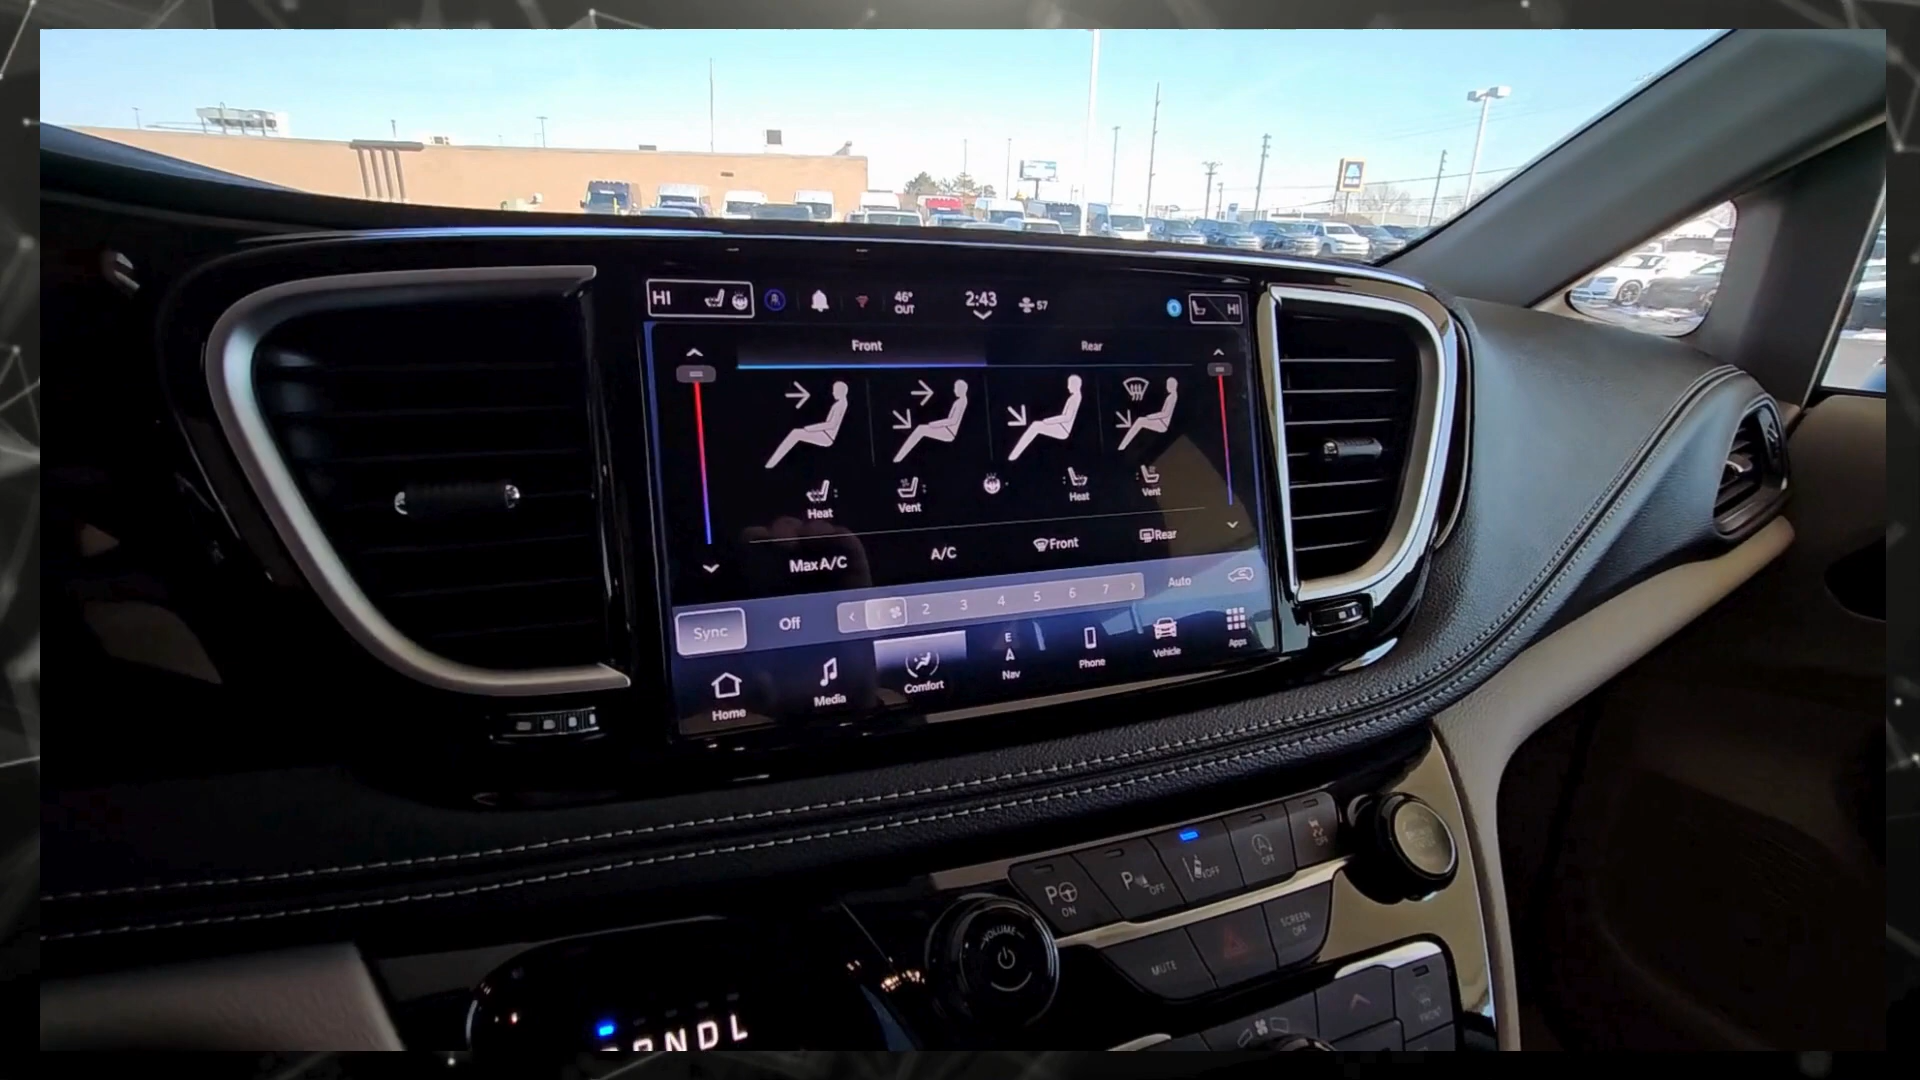 HI
46°
OUT
2:43
57
HI
Front
Rear
Heat
Vent
Heat
Vent
Max A/C
A/C
Front
Rear
Sync
Off
2
3
4
5
6
7
Auto
Home
Media
Comfort
E
Nav
Phone
Vehicle
Apps
P
ON
P
OFF
OFF
OFF
OFF
VOLUME
MUTE
SCREEN
OFF
NDL